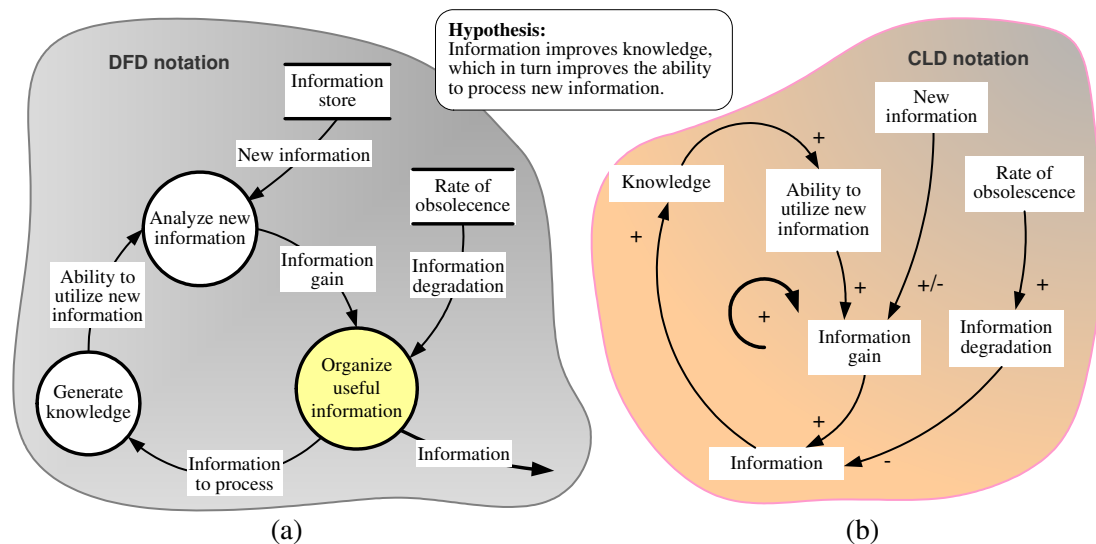 Hypothesis:
Information improves knowledge,
which in turn improves the ability
to process new information.
DFD notation
Information
store
New information
Rate of
obsolecence
Analyze new
information
Information
gain
Information
degradation
Ability to
utilize new
information
Organize
useful
information
Generate
knowledge
Information
to process
Information
(a)
CLD notation
New
information
+
Knowledge
Ability to
utilize new
information
Rate of
obsolescence
+
+
+/-
+
+
Information
gain
Information
degradation
+
Information
-
(b)